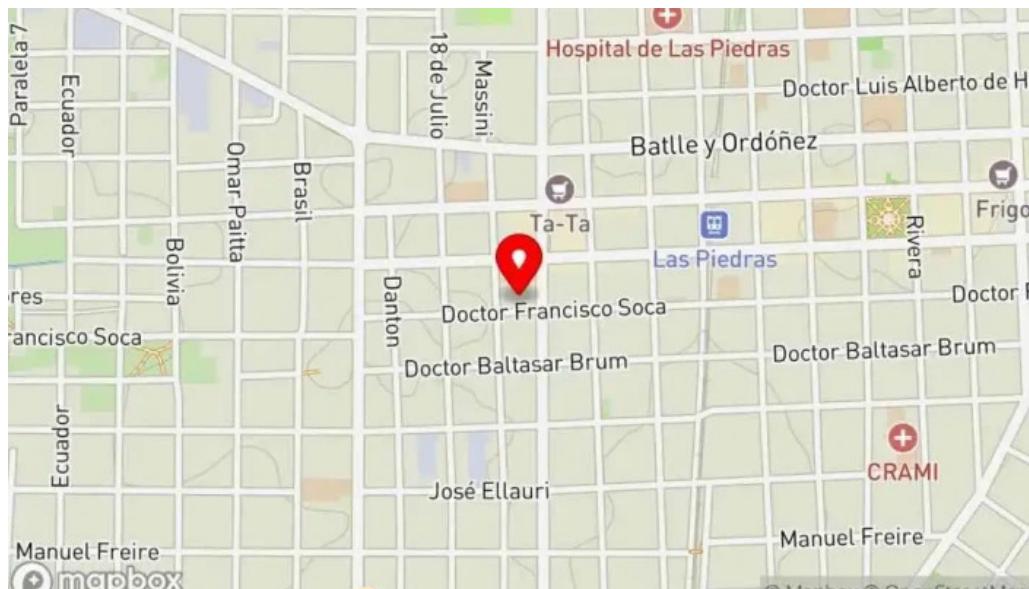 Hospital de Las Piedras
Paralela 7
Ecuador
18 de Julio
Massini
Doctor Luis Alberto de H
Batlle y Ordóñez
Omar Paitta
Brasil
Ta-Ta
Frigo
Bolivia
Las Piedras
Rivera
Danton
res
Doctor Francisco Soca
Doctor F
rancisco Soca
Doctor Baltasar Brum
Doctor Baltasar Brum
Ecuador
CRAMI
José Ellauri
Manuel Freire
Manuel Freire
mapbox
© Mapbox © OpenStreetMap